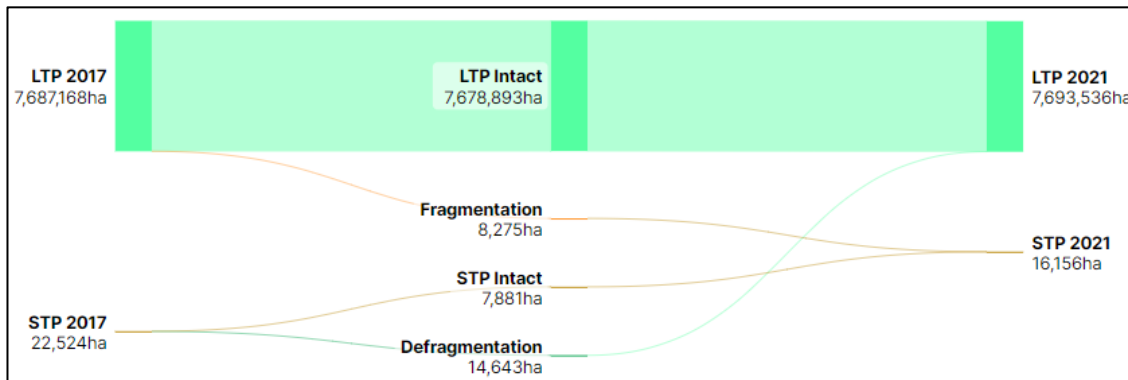 LTP 2017
7,687,168ha
LTP Intact
7,678,893ha
LTP 2021
7,693,536ha
Fragmentation
8,275ha
STP Intact
7,881ha
STP 2021
16,156ha
STP 2017
22,524ha
Defragmentation
14,643ha